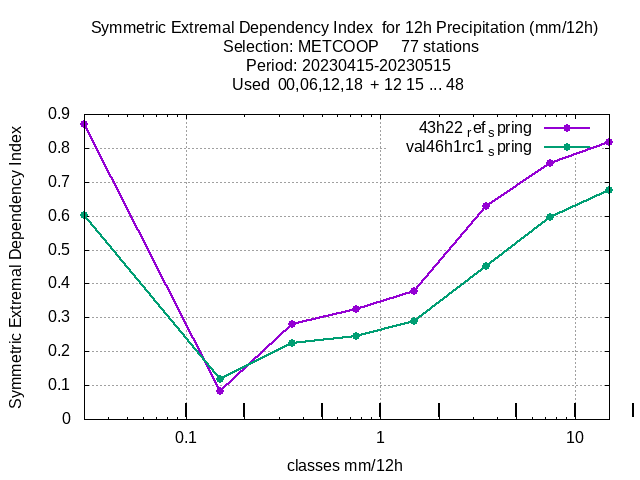 Symmetric Extremal Dependency Index  for 12h Precipitation (mm/12h)
Selection: METCOOP     77 stations
Period: 20230415-20230515
Used  00,06,12,18  + 12 15 ... 48
43h22 ref spring
val46h1rc1 spring
Symmetric Extremal Dependency Index
0.9
0.8
0.7
0.6
0.5
0.4
0.3
0.2
0.1
0
0.1 1 10
classes mm/12h